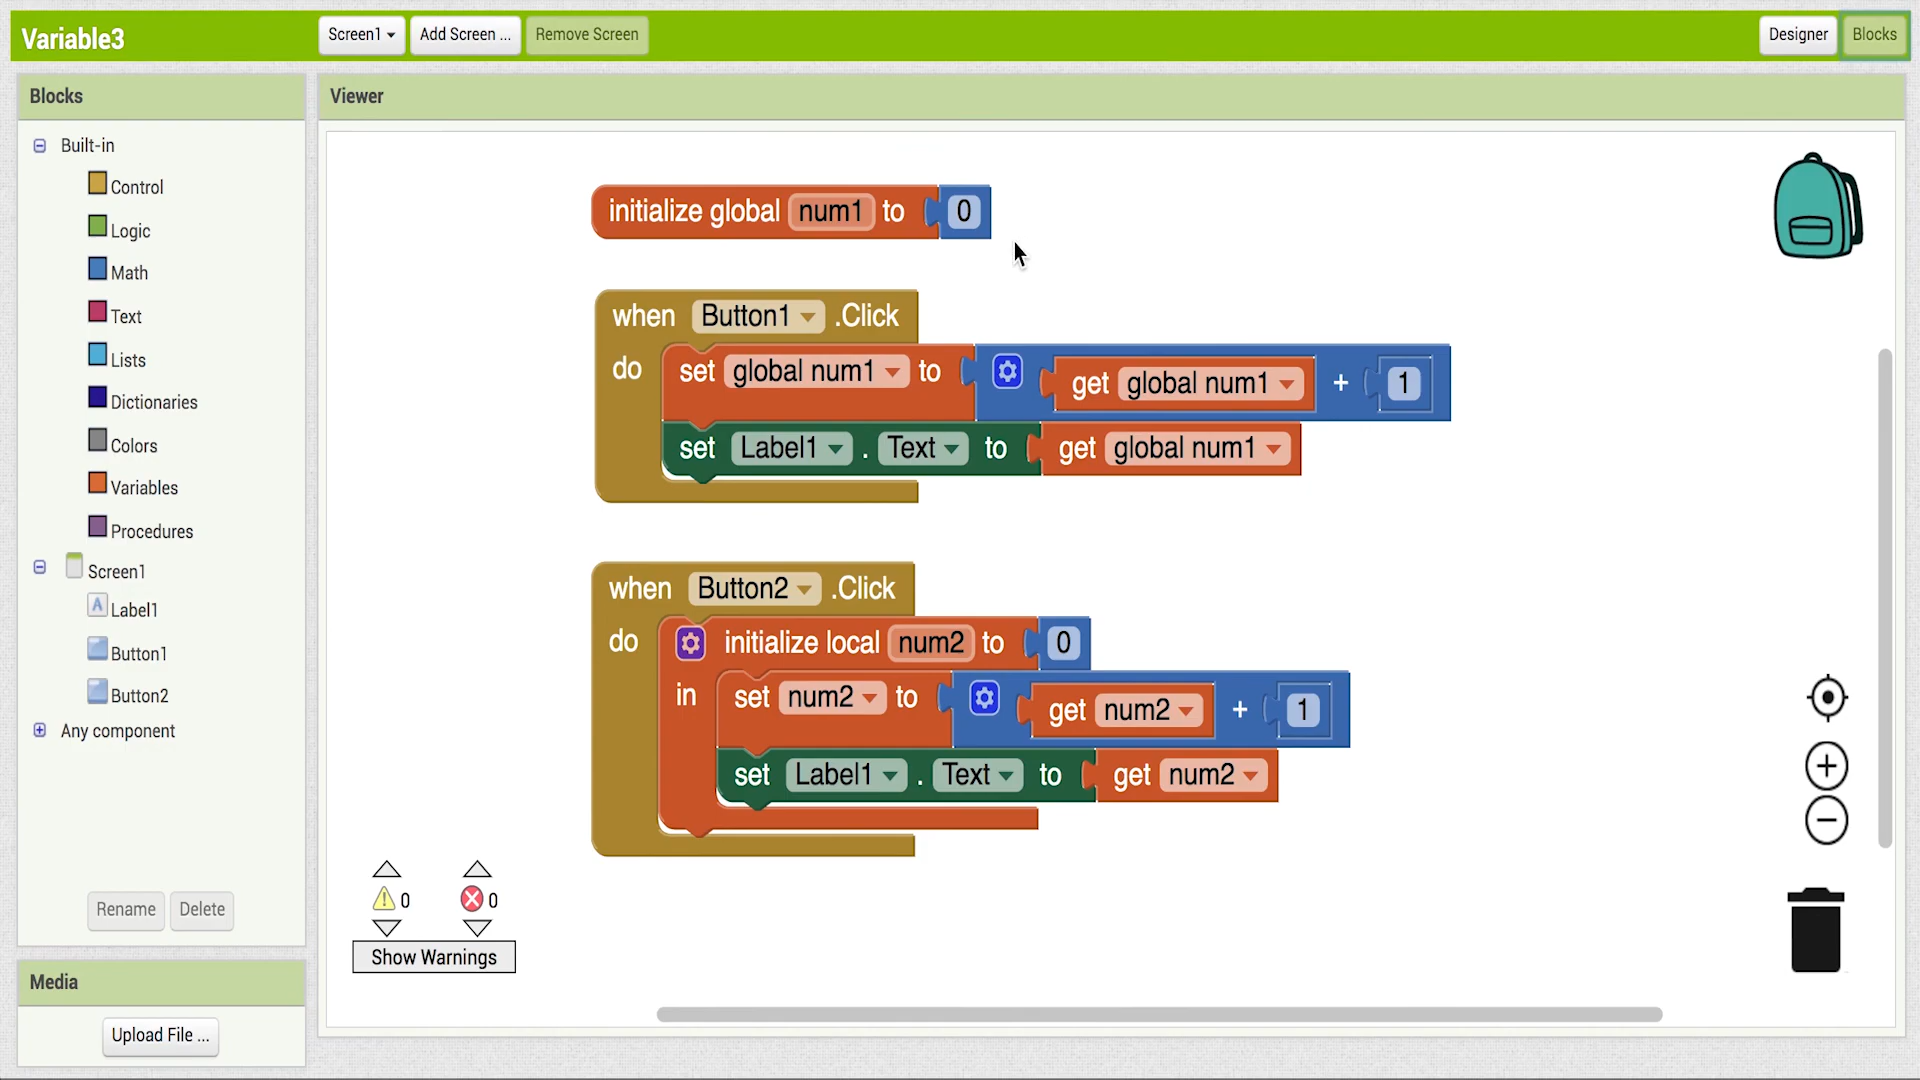 Variable3
Screen1 Add Screen ... Remove Screen Designer Blocks
Blocks
Built-in
Control
Logic
Math
Text
Lists
Dictionaries
Colors
Variables
Procedures
Screen1
A Label1
Button1
Button2
Any component
Rename Delete
Media
Upload File ...
Viewer
initialize global num1 to 0
when Button1 .Click
do set global num1 to get global num1 + 1
set Label1 . Text to get global num1
when Button2 .Click
do initialize local num2 to 0
in set num2 to get num2 + 1
set Label1 . Text to get num2
0 0
Show Warnings